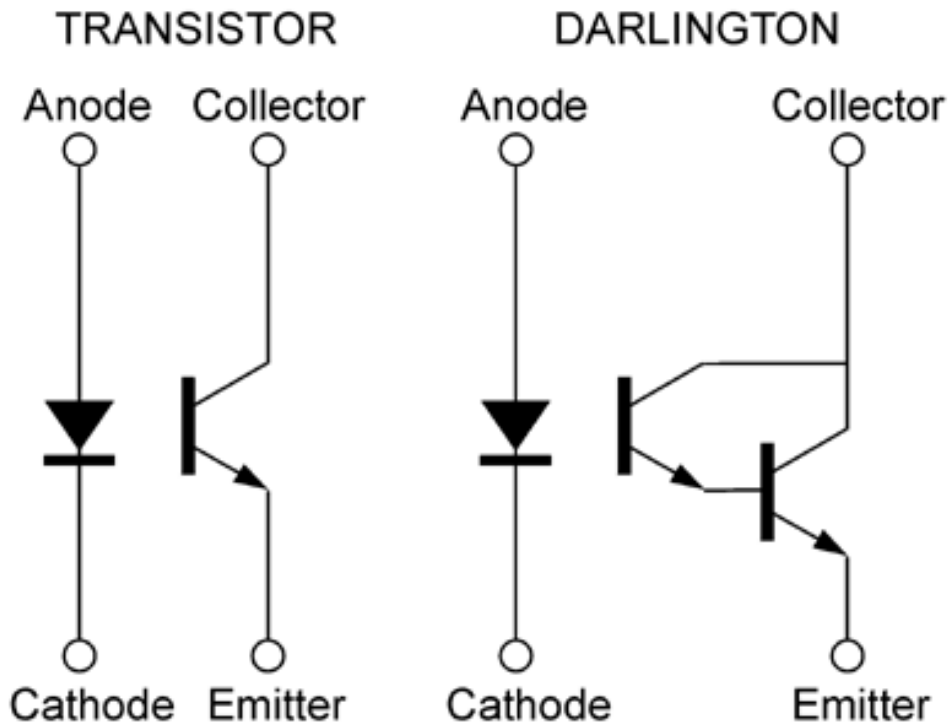 TRANSISTOR DARLINGTON
Anode Collector Anode Collector
Cathode Emitter Cathode Emitter